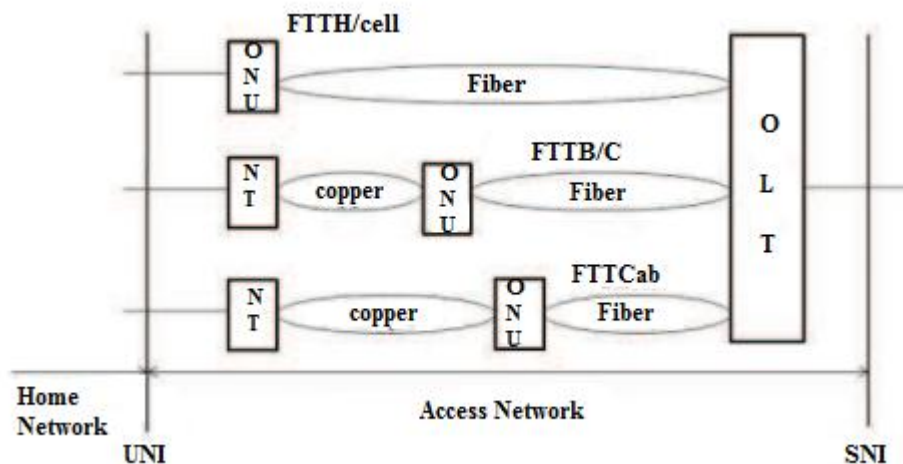 FTTH/cell
O
N
U
Fiber
O
L
T
FTTB/C
N
T
copper
O
N
U
Fiber
FTTCab
N
T
copper
O
N
U
Fiber
Home
Network
Access Network
UNI
SNI